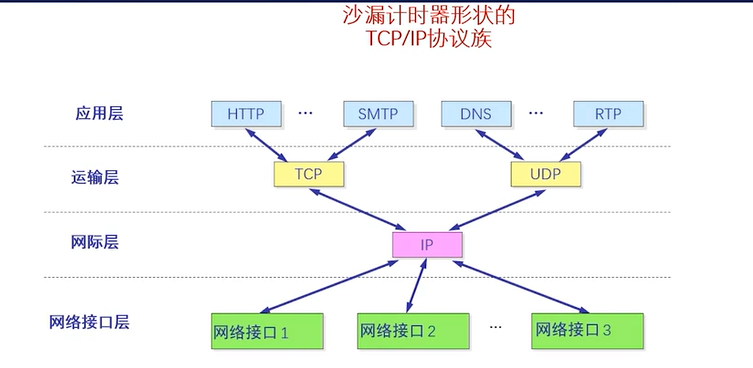 沙漏计时器形状的
TCP/IP协议族
应用层 HTTP … SMTP DNS … RTP
运输层 TCP UDP
网际层 IP
网络接口层 网络接口 1 网络接口 2 … 网络接口 3